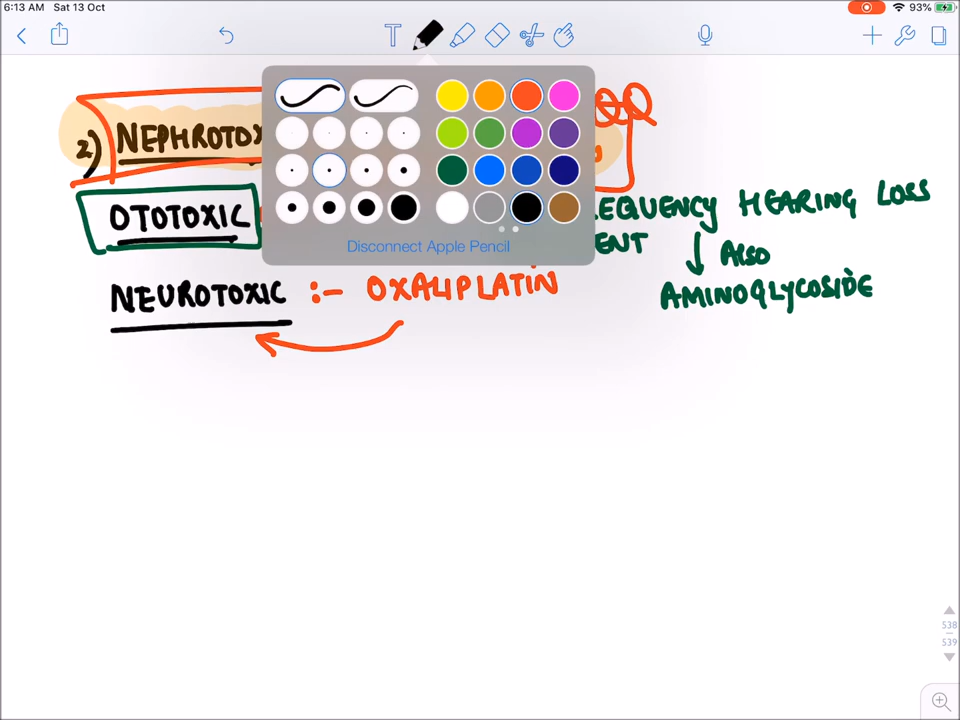 6:13 AM Sat 13 Oct
93%
T
2) NEPHROTOX
OTOTOXIC
EQUENCY HEARING LOSS
ENT ↓ ALSO
AMINOGLYCOSIDE
Disconnect Apple Pencil
NEUROTOXIC :- OXALIPLATIN
538
539